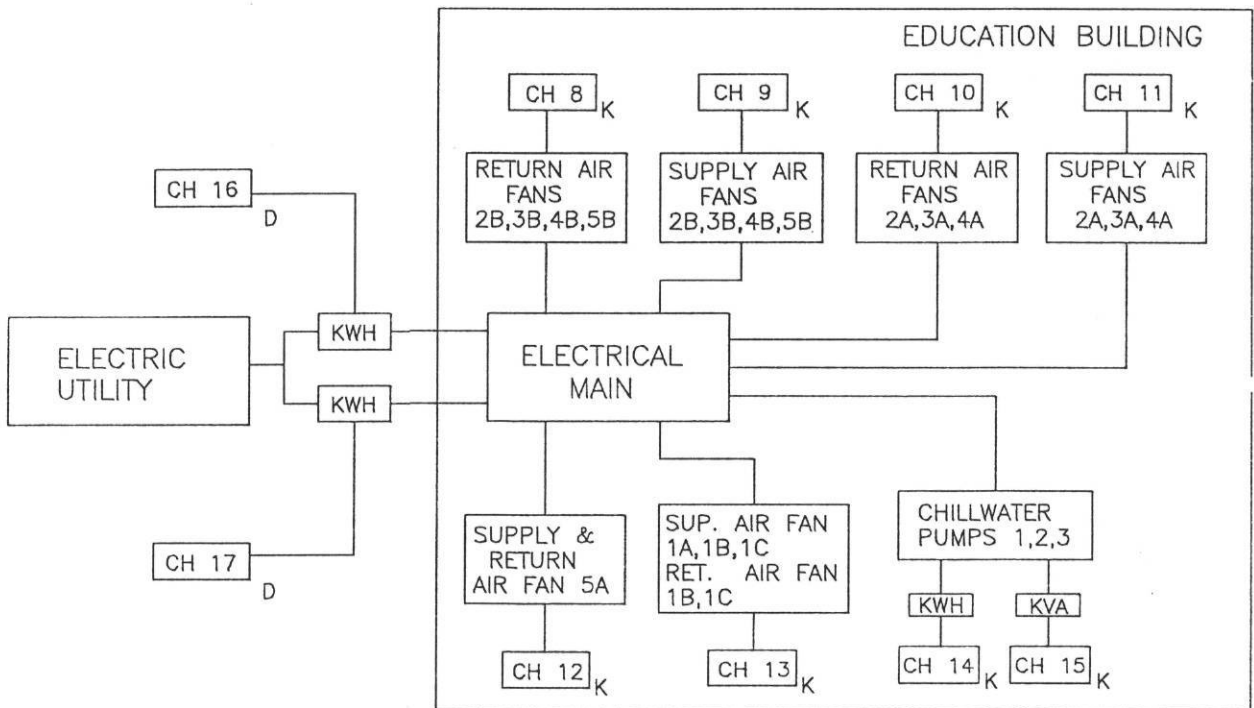 EDUCATION BUILDING
CH 8
K
CH 9
K
CH 10
K
CH 11
K
RETURN AIR
FANS
2B,3B,4B,5B
SUPPLY AIR
FANS
2B,3B,4B,5B
RETURN AIR
FANS
2A,3A,4A
SUPPLY AIR
FANS
2A,3A,4A
CH 16
D
ELECTRIC
UTILITY
KWH
KWH
ELECTRICAL
MAIN
CH 17
D
SUPPLY &
RETURN
AIR FAN 5A
SUP. AIR FAN
1A,1B,1C
RET. AIR FAN
1B,1C
CHILLWATER
PUMPS 1,2,3
KWH
KVA
CH 12
K
CH 13
K
CH 14
K
CH 15
K